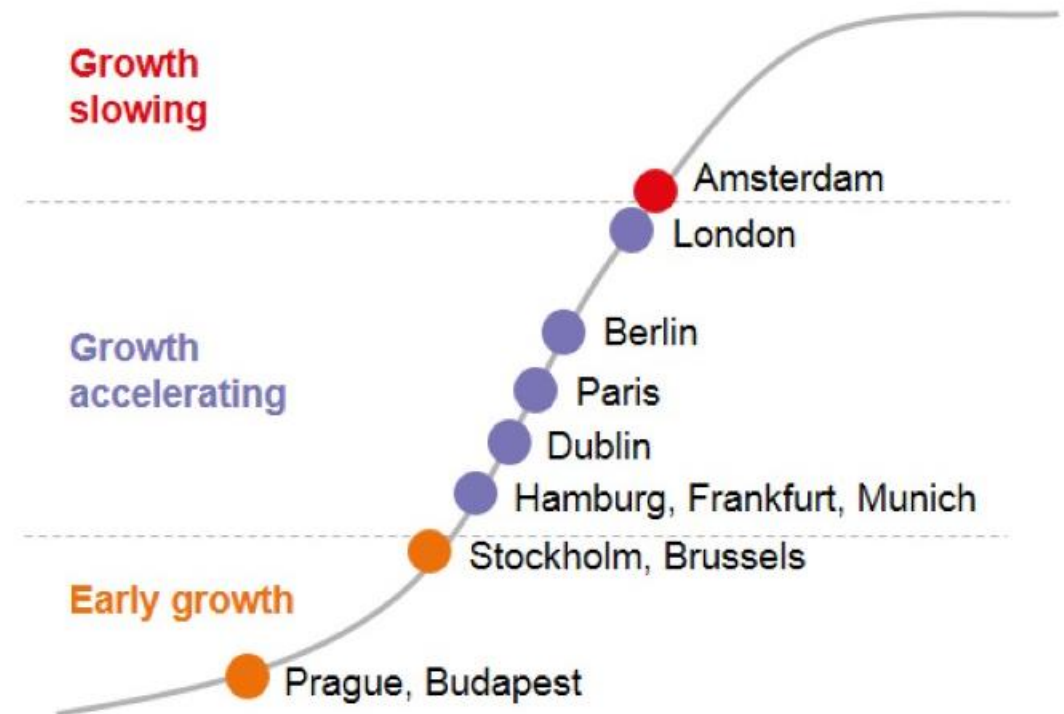 Growth
slowing
Amsterdam
London
Berlin
Growth
accelerating
Paris
Dublin
Hamburg, Frankfurt, Munich
Stockholm, Brussels
Early growth
Prague, Budapest